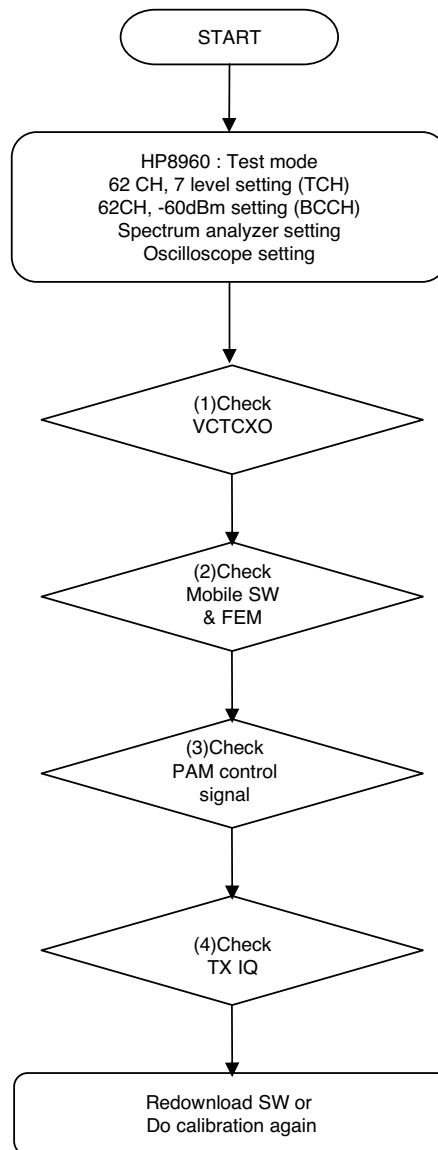 START
HP8960 : Test mode
62 CH, 7 level setting (TCH)
62CH, -60dBm setting (BCCH)
Spectrum analyzer setting
Oscilloscope setting
(1)Check
VCTCXO
(2)Check
Mobile SW
& FEM
(3)Check
PAM control
signal
(4)Check
TX IQ
Redownload SW or
Do calibration again